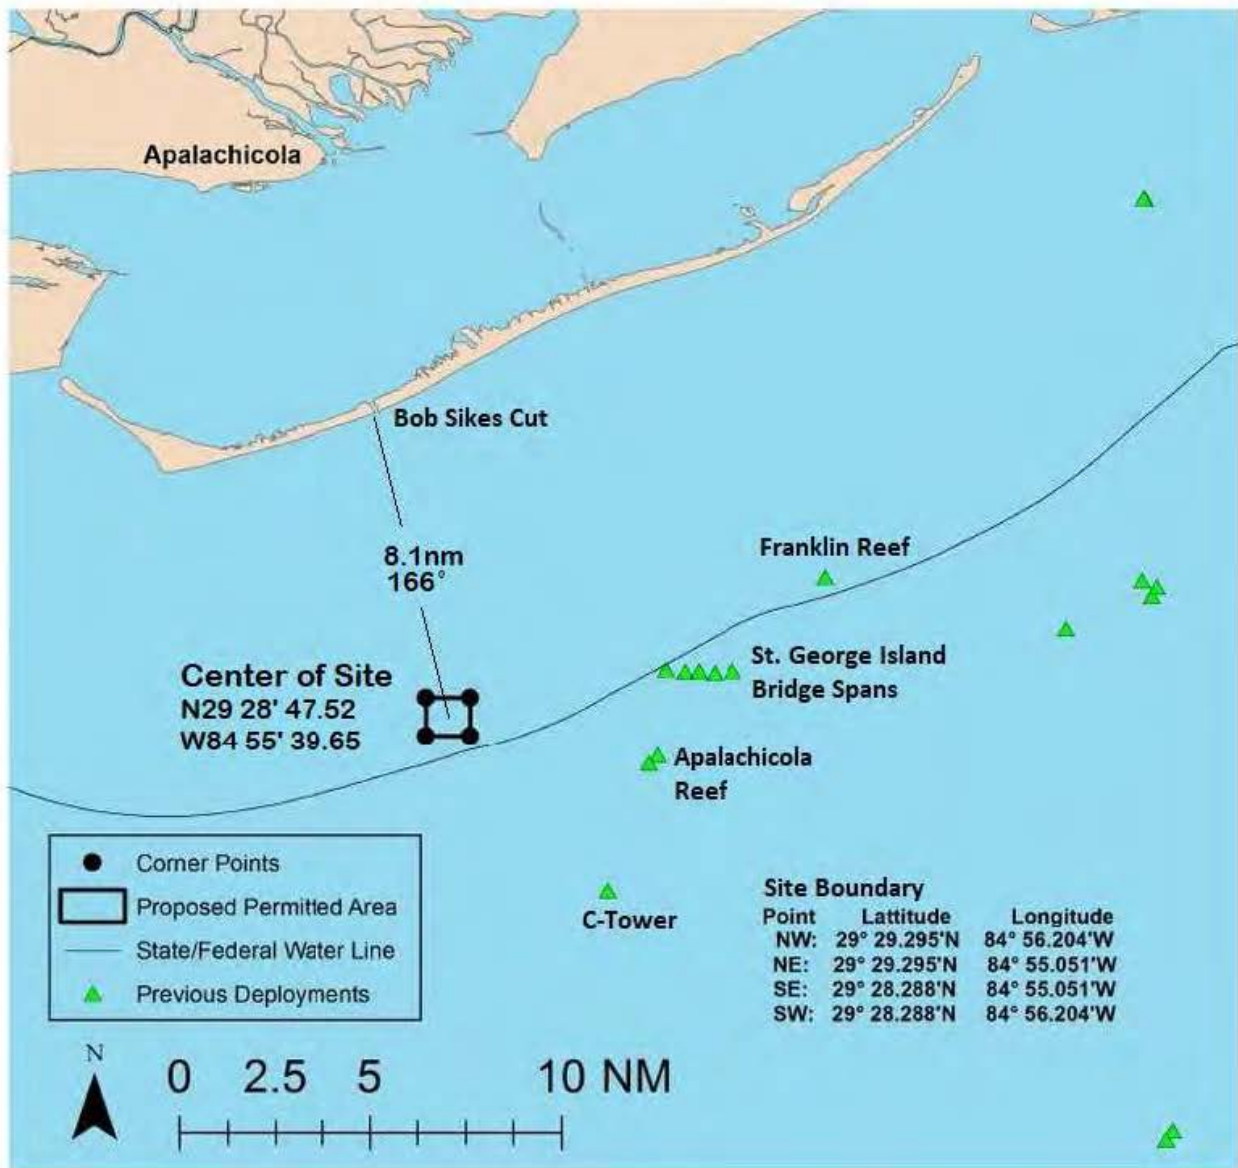 Apalachicola
Bob Sikes Cut
8.1nm
166°
Franklin Reef
St. George Island
Bridge Spans
Center of Site
N29 28' 47.52
W84 55' 39.65
Apalachicola
Reef
C-Tower
Corner Points
Proposed Permitted Area
State/Federal Water Line
Previous Deployments
Site Boundary
Point Lattitude Longitude
NW: 29° 29.295'N 84° 56.204'W
NE: 29° 29.295'N 84° 55.051'W
SE: 29° 28.288'N 84° 55.051'W
SW: 29° 28.288'N 84° 56.204'W
N
0 2.5 5 10 NM